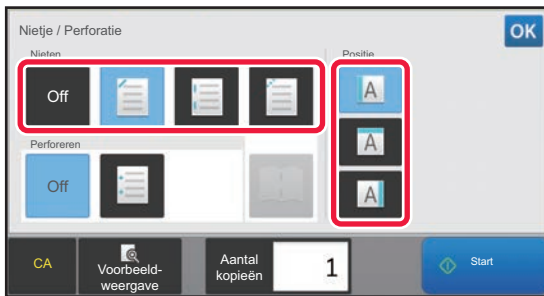 Nietje / Perforatie
OK
Nieten
Positie
Off
A
A
A
Perforeren
Off
CA
Voorbeeld-
weergave
Aantal
kopieën
1
Start